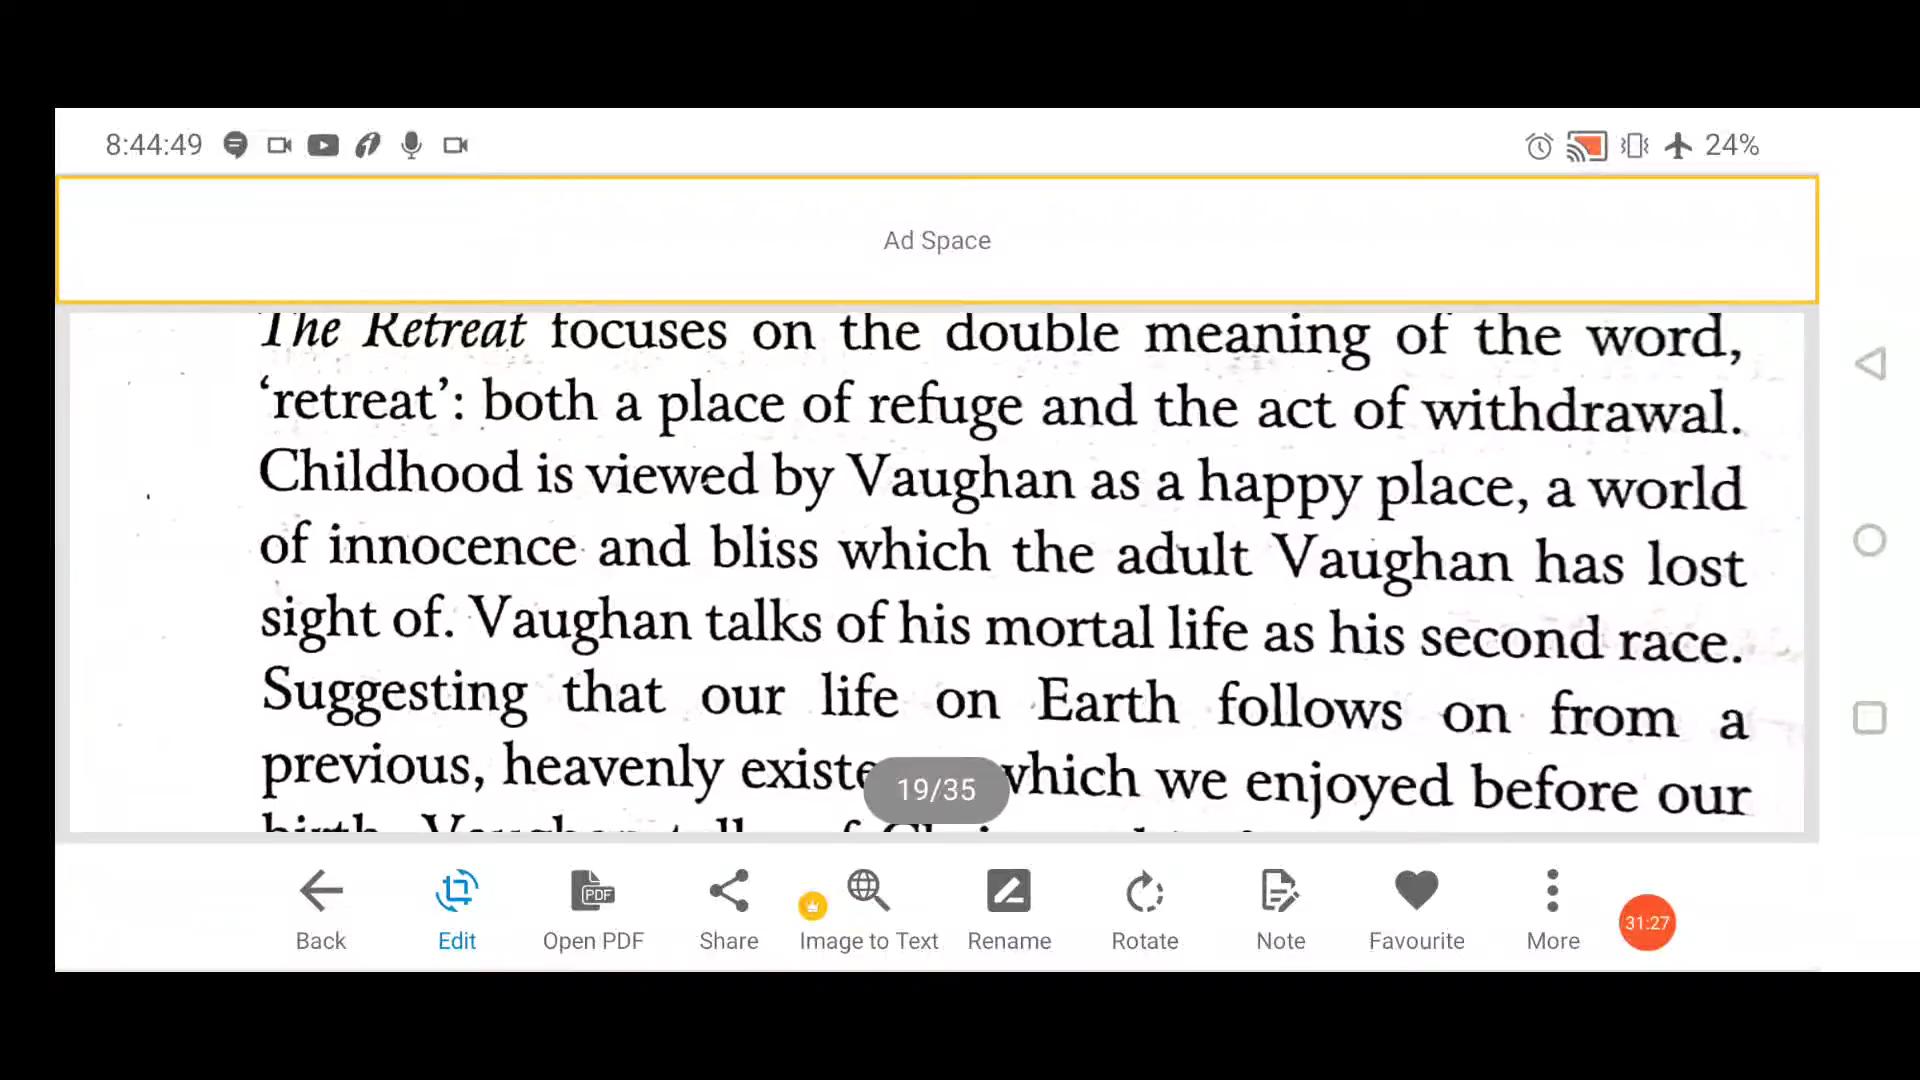 8:44:49
24%
Ad Space
The Retreat focuses on the double meaning of the word,
‘retreat’: both a place of refuge and the act of withdrawal.
Childhood is viewed by Vaughan as a happy place, a world
of innocence and bliss which the adult Vaughan has lost
sight of. Vaughan talks of his mortal life as his second race.
Suggesting that our life on Earth follows on from a
previous, heavenly which we enjoyed before our
19/35
Back Edit Open PDF Share Image to Text Rename Rotate Note Favourite More
PDF
31:27